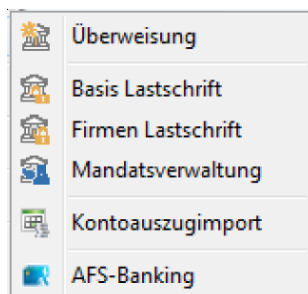 Überweisung
Basis Lastschrift
Firmen Lastschrift
Mandatsverwaltung
Kontoauszugimport
AFS-Banking